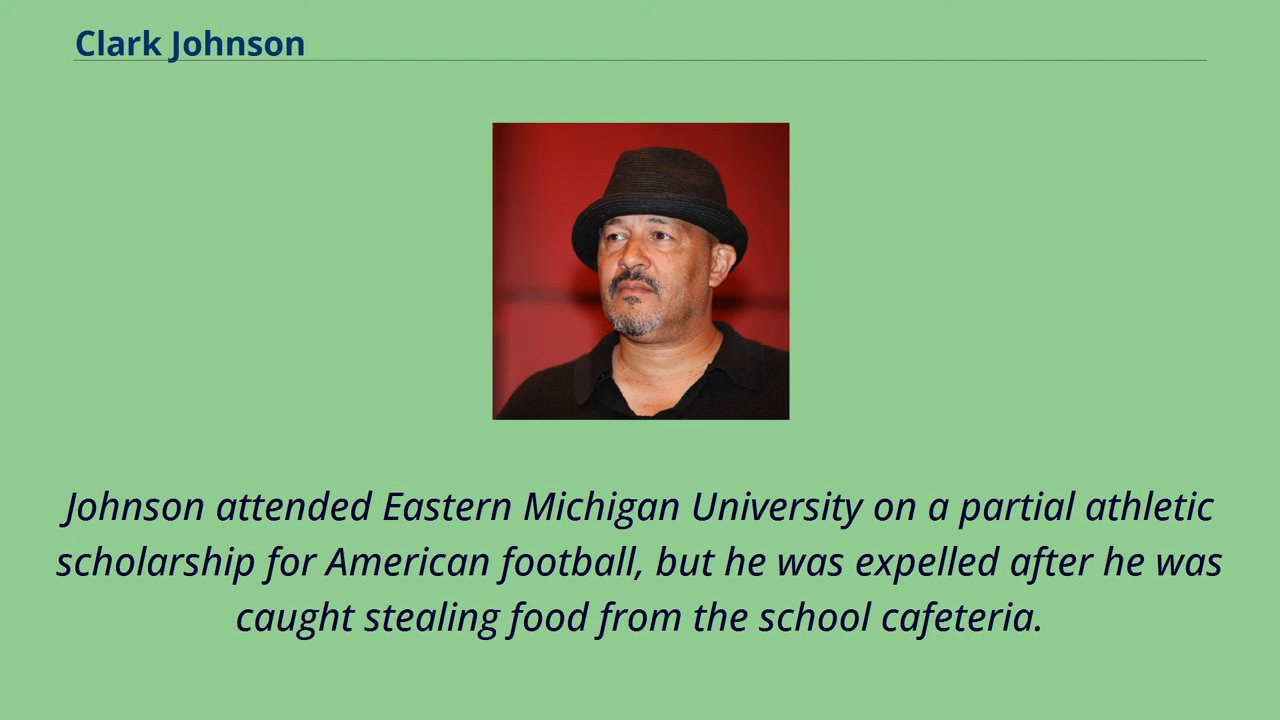 Clark Johnson
Johnson attended Eastern Michigan University on a partial athletic
scholarship for American football, but he was expelled after he was
caught stealing food from the school cafeteria.